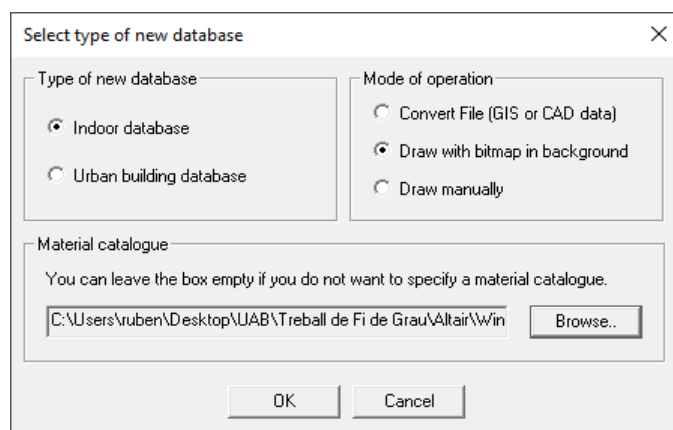 Select type of new database
Type of new database
Indoor database
Urban building database
Mode of operation
Convert File (GIS or CAD data)
Draw with bitmap in background
Draw manually
Material catalogue
You can leave the box empty if you do not want to specify a material catalogue.
C:\Users\ruben\Desktop\UAB\Treball de Fi de Grau\Altair\Win
Browse..
OK
Cancel